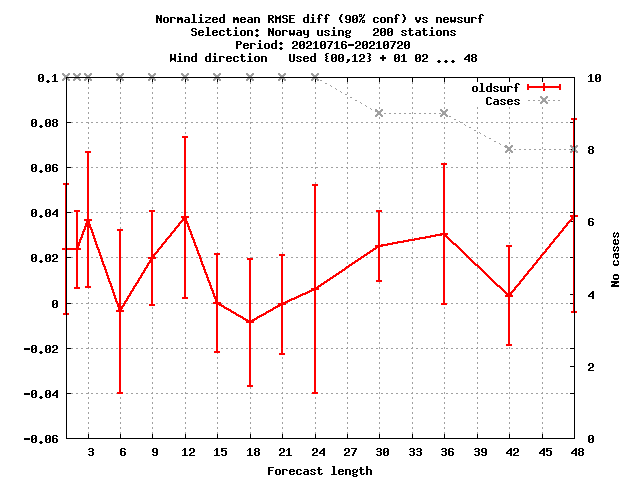 Normalized mean RMSE diff (90% conf) vs newsurf
Selection: Norway using   200 stations
Period: 20210716-20210720
Wind direction   Used {00,12} + 01 02 ... 48
oldsurf
Cases
0.1
0.08
0.06
0.04
0.02
0
-0.02
-0.04
-0.06
10
8
6
4
2
0
No cases
3 6 9 12 15 18 21 24 27 30 33 36 39 42 45 48
Forecast length